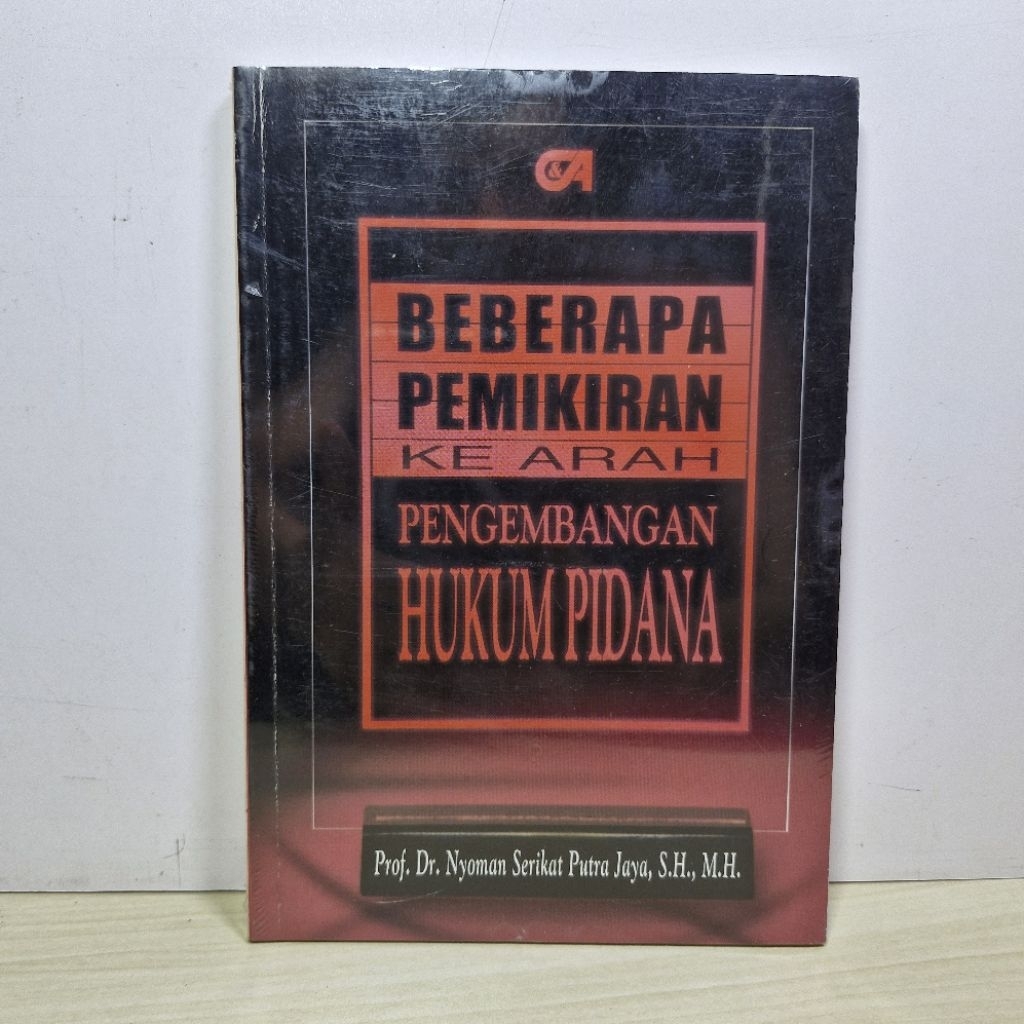 C&A
BEBERAPA
PEMIKIRAN
KE ARAH
PENGEMBANGAN
HUKUM PIDANA
Prof. Dr. Nyoman Serikat Putra Jaya, S.H., M.H.